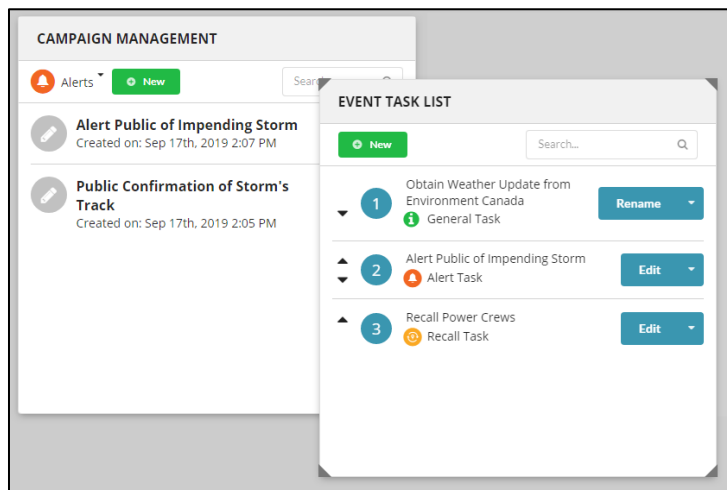 CAMPAIGN MANAGEMENT
Alerts
New
Alert Public of Impending Storm
Created on: Sep 17th, 2019 2:07 PM
Public Confirmation of Storm's
Track
Created on: Sep 17th, 2019 2:05 PM
EVENT TASK LIST
New
Search...
1
Obtain Weather Update from
Environment Canada
General Task
Rename
2
Alert Public of Impending Storm
Alert Task
Edit
3
Recall Power Crews
Recall Task
Edit